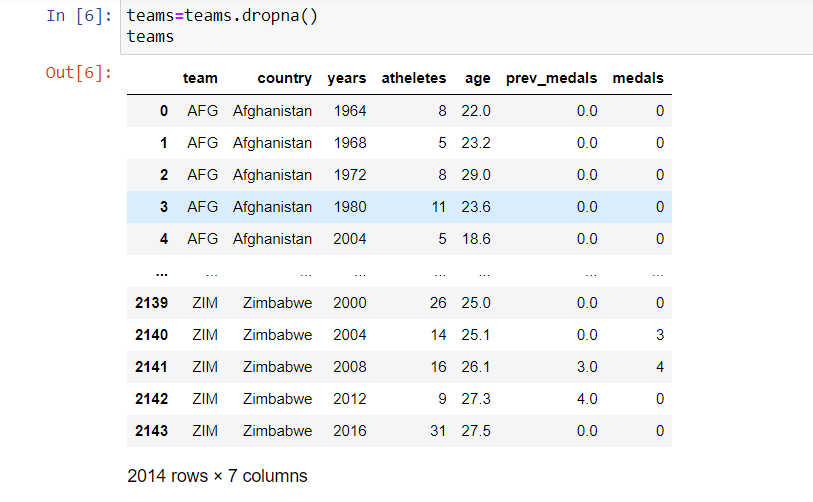 In [6]: teams=teams.dropna()
teams
Out[6]:
team country years atheletes age prev_medals medals
0 AFG Afghanistan 1964 8 22.0 0.0 0
1 AFG Afghanistan 1968 5 23.2 0.0 0
2 AFG Afghanistan 1972 8 29.0 0.0 0
3 AFG Afghanistan 1980 11 23.6 0.0 0
4 AFG Afghanistan 2004 5 18.6 0.0 0
... ... ... ... ... ... ... ...
2139 ZIM Zimbabwe 2000 26 25.0 0.0 0
2140 ZIM Zimbabwe 2004 14 25.1 0.0 3
2141 ZIM Zimbabwe 2008 16 26.1 3.0 4
2142 ZIM Zimbabwe 2012 9 27.3 4.0 0
2143 ZIM Zimbabwe 2016 31 27.5 0.0 0
2014 rows × 7 columns